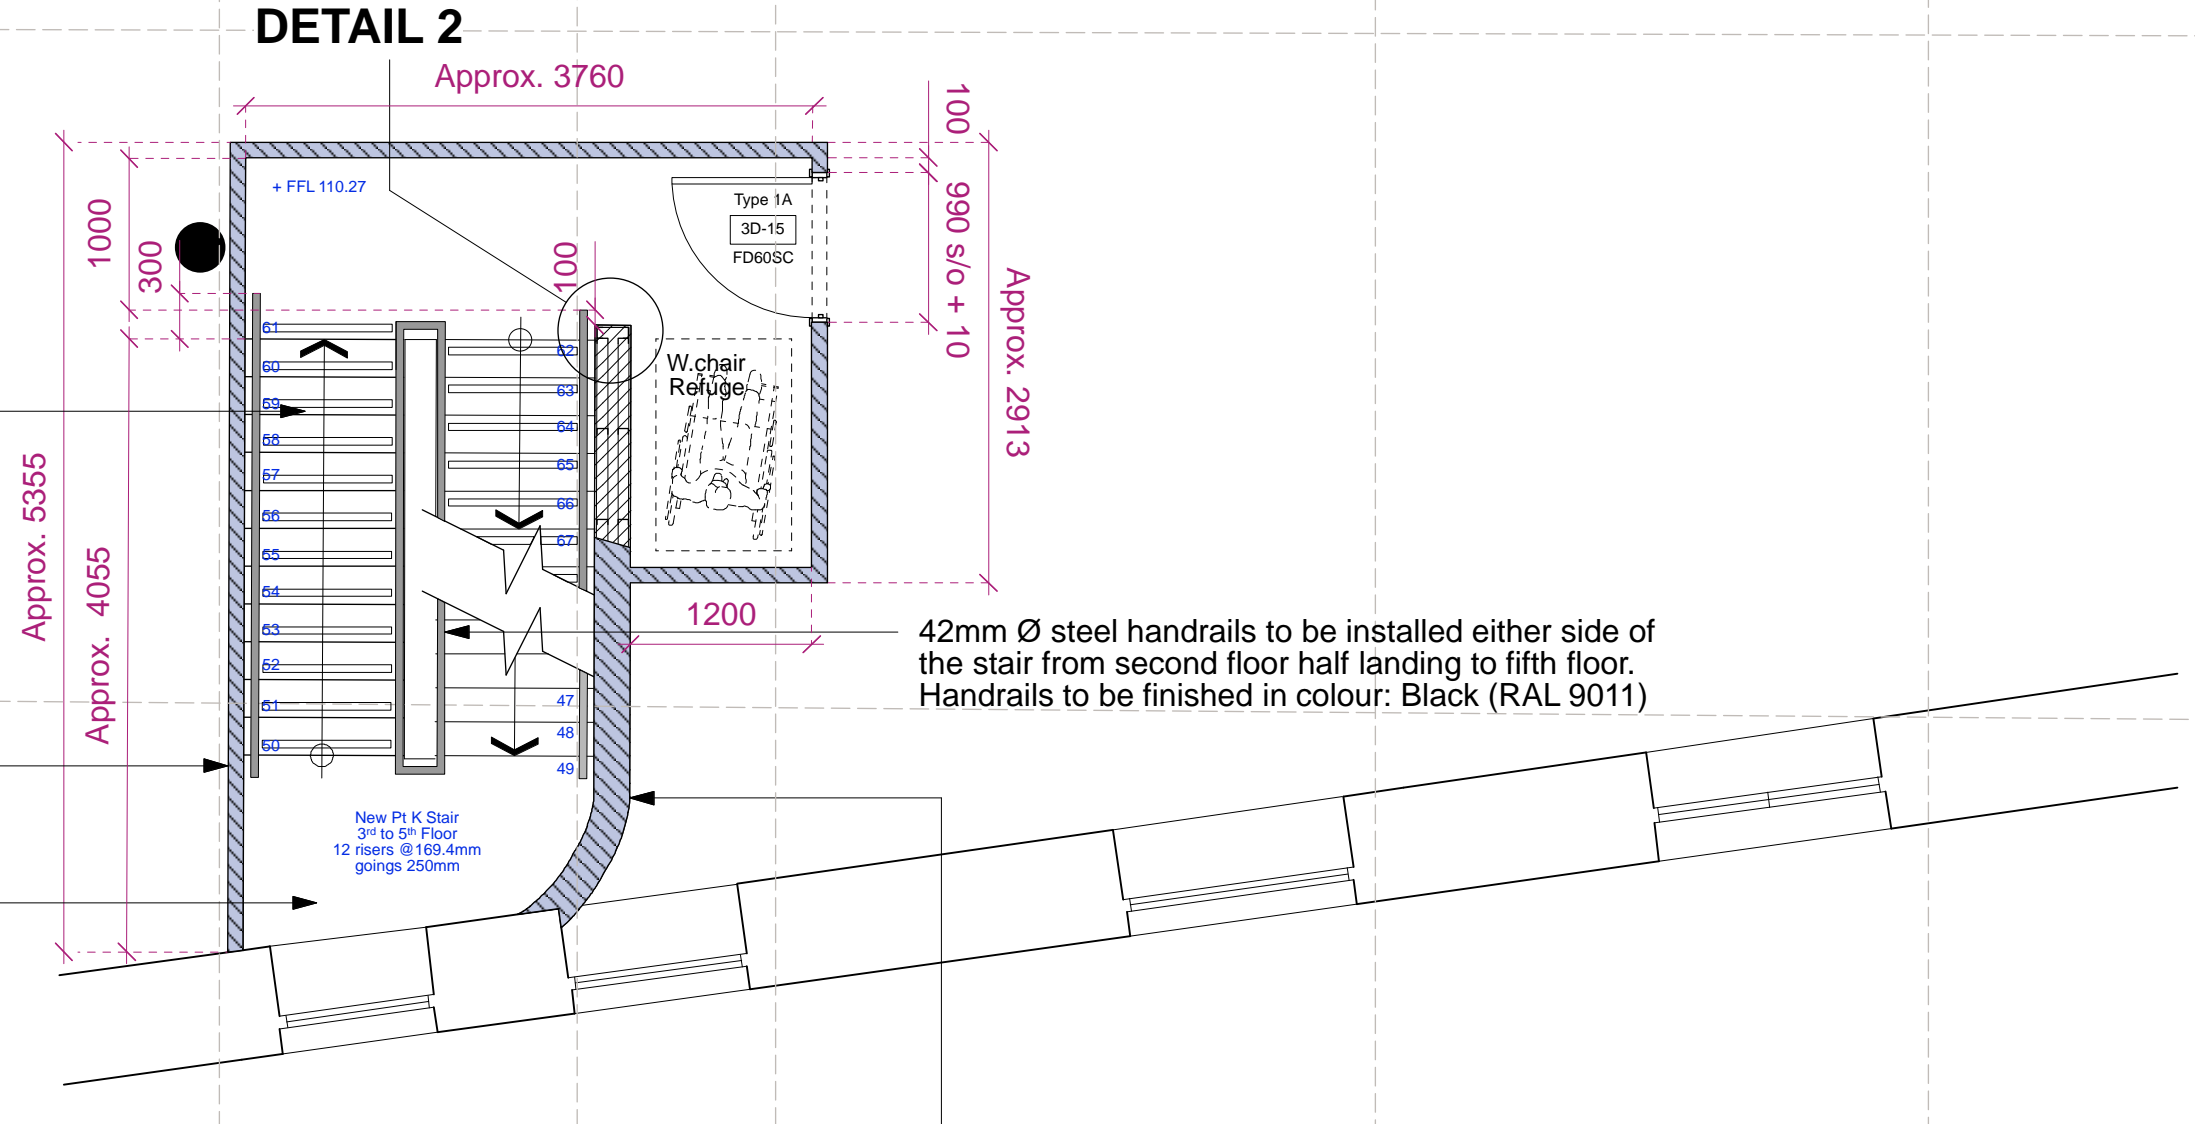 DETAIL 2
Approx. 3760
100
+ FFL 110.27
Type 1A
3D-15
FD60SC
990 s/o + 10
1000
300
100
Approx. 2913
61
60
59
58
57
56
55
54
53
52
51
50
62
63
64
65
66
67
W.chair
Refuge
Approx. 5355
Approx. 4055
1200
47
48
49
42mm Ø steel handrails to be installed either side of
the stair from second floor half landing to fifth floor.
Handrails to be finished in colour: Black (RAL 9011)
New Pt K Stair
3rd to 5th Floor
12 risers @169.4mm
goings 250mm